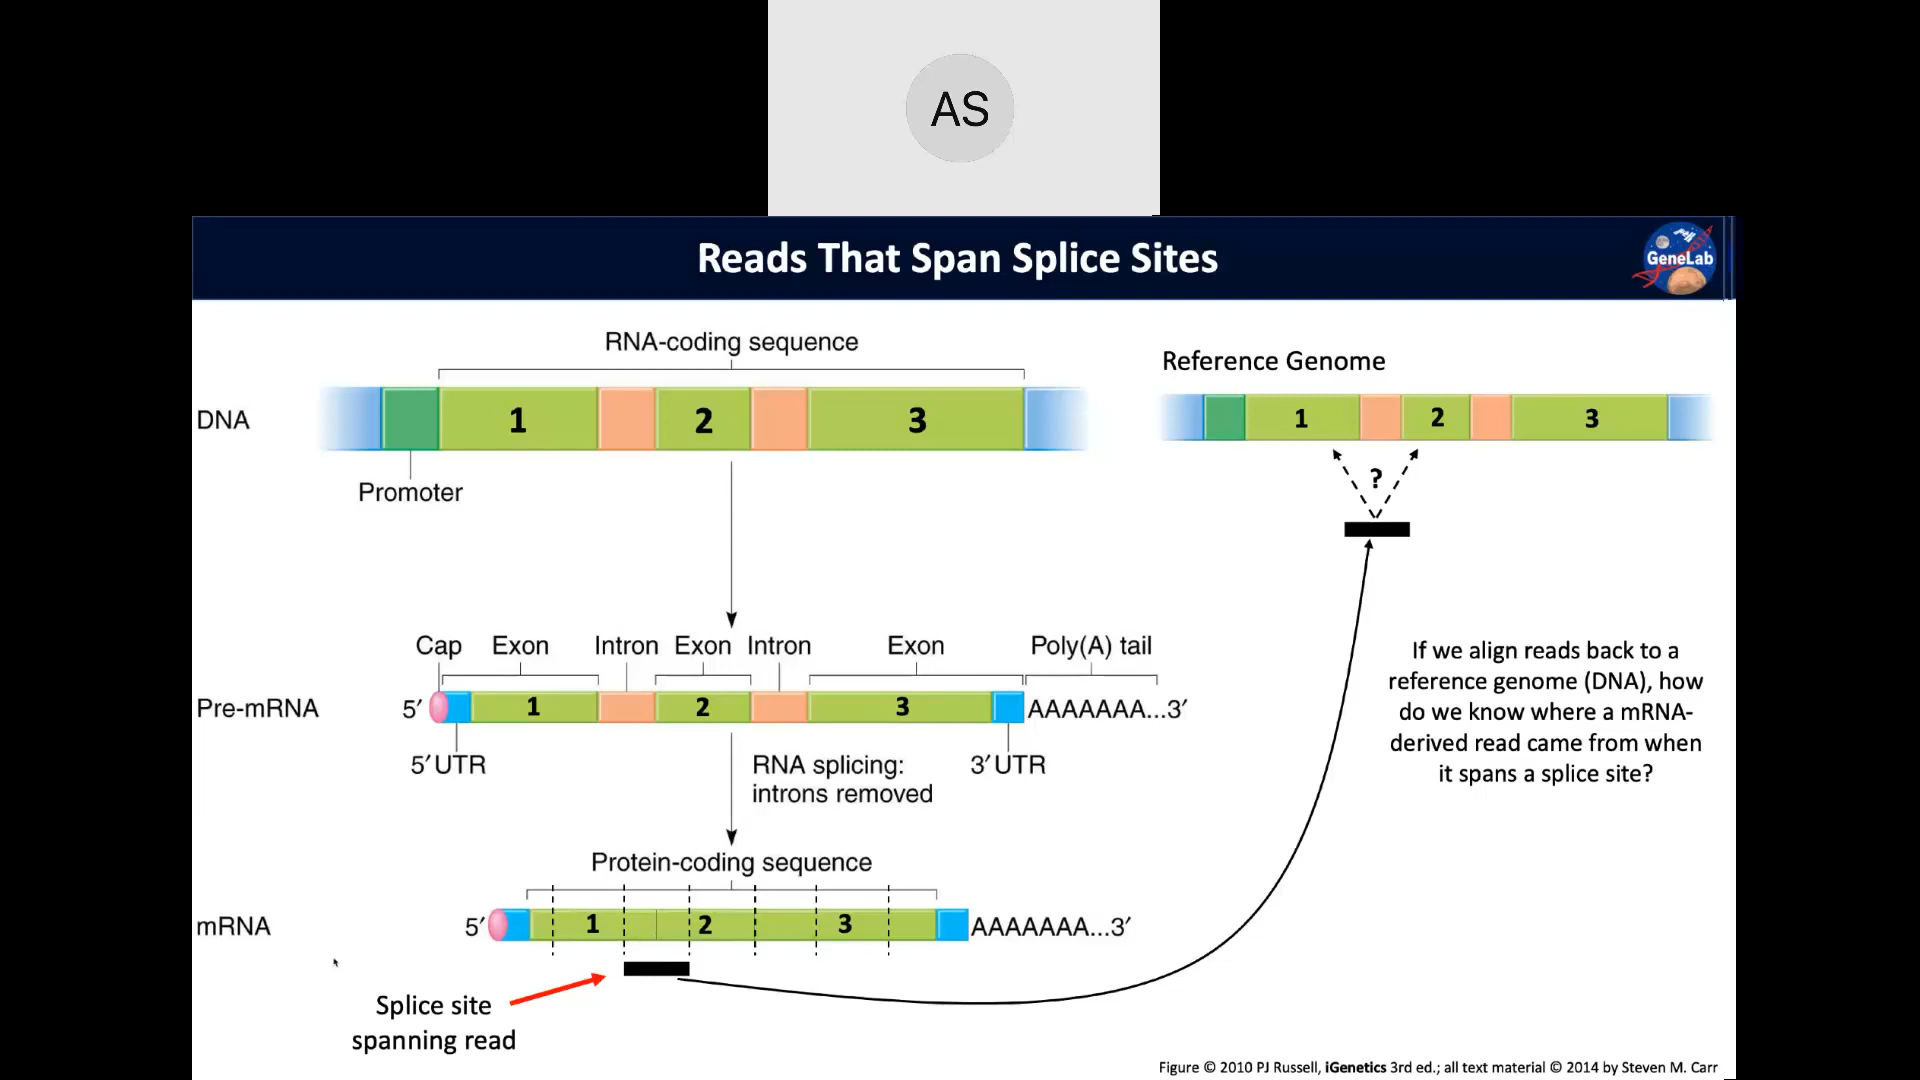 AS
Reads That Span Splice Sites
GeneLab
RNA-coding sequence
DNA
1 2 3
Promoter
Reference Genome
1 2 3
?
Cap Exon Intron Exon Intron Exon Poly(A) tail
Pre-mRNA 5′ 1 2 3 AAAAAAA...3′
5′ UTR
RNA splicing:
introns removed
3′ UTR
Protein-coding sequence
mRNA 5′ 1 2 3 AAAAAAA...3′
Splice site
spanning read
If we align reads back to a
reference genome (DNA), how
do we know where a mRNA-
derived read came from when
it spans a splice site?
Figure © 2010 PJ Russell, iGenetics 3rd ed.; all text material © 2014 by Steven M. Carr